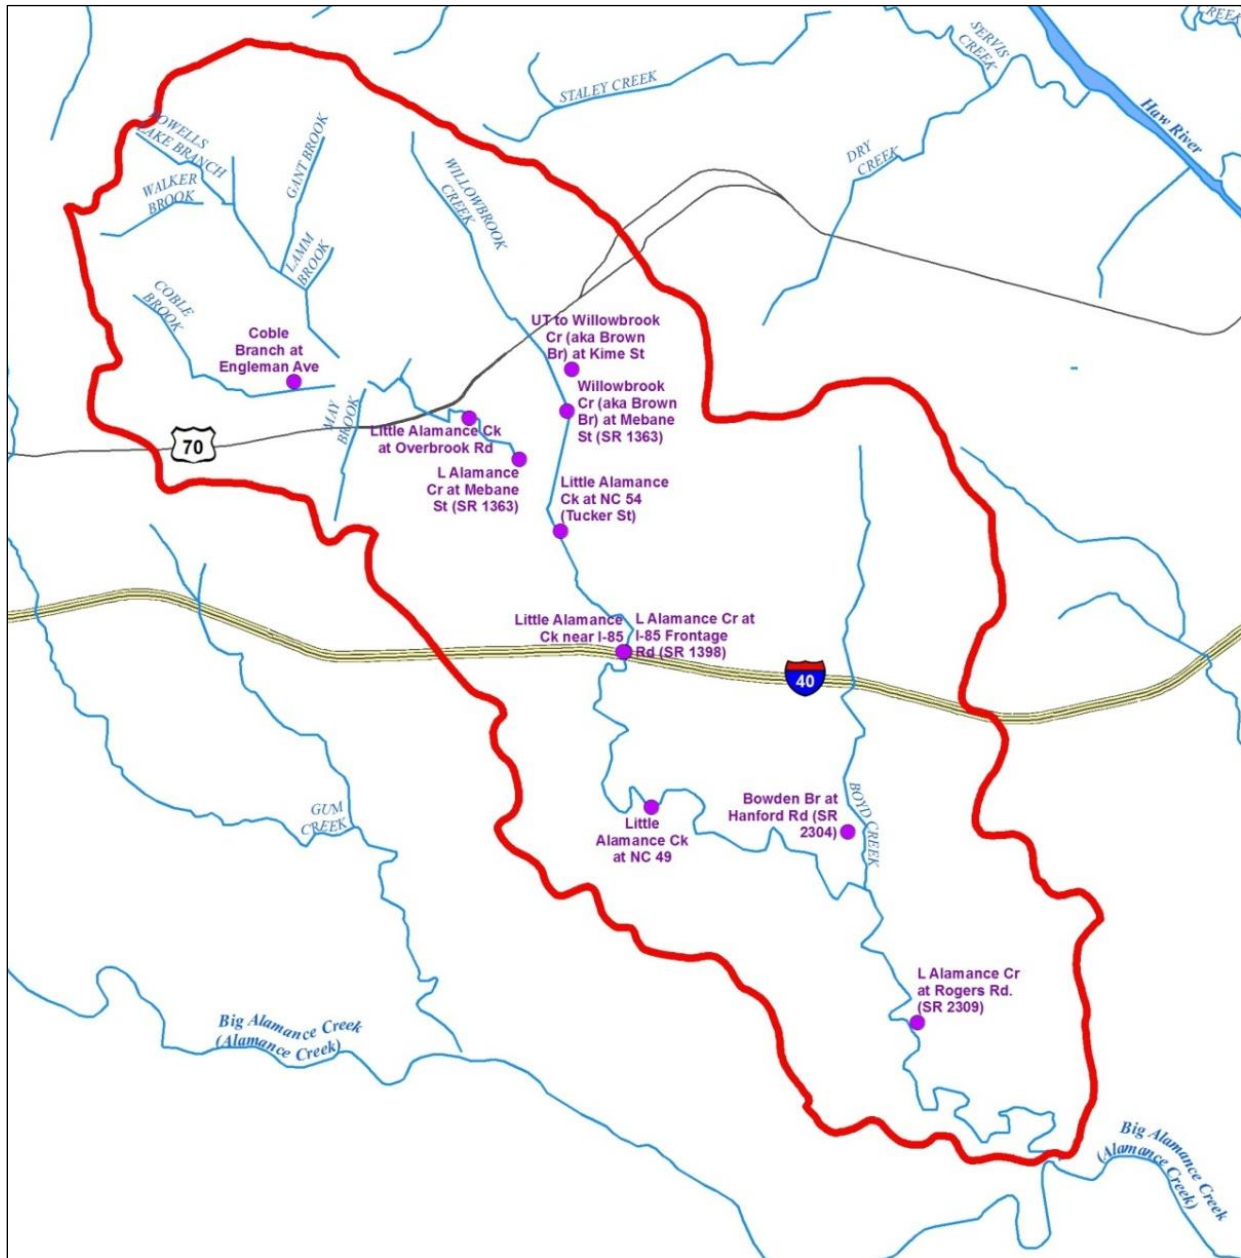 CREEK
SERVIS
CREEK
STALEY CREEK
Haw River
DRY
CREEK
POWELLS
LAKE BRANCH
GANT BROOK
WILLOWBROOK
CREEK
WALKER
BROOK
LAMM
BROOK
COBLE
BROOK
Coble
Branch at
Engleman Ave
UT to Willowbrook
Cr (aka Brown
Br) at Kime St
Willowbrook
Cr (aka Brown
Br) at Mebane
St (SR 1363)
MAY
BROOK
70
Little Alamance Ck
at Overbrook Rd
L Alamance
Cr at Mebane
St (SR 1363)
Little Alamance
Ck at NC 54
(Tucker St)
Little Alamance
Ck near I-85
L Alamance Cr at
I-85 Frontage
Rd (SR 1398)
40
GUM
CREEK
Little
Alamance Ck
at NC 49
Bowden Br at
Hanford Rd (SR
2304)
BOYD CREEK
L Alamance Cr
at Rogers Rd.
(SR 2309)
Big Alamance Creek
(Alamance Creek)
Big Alamance Creek
(Alamance Creek)